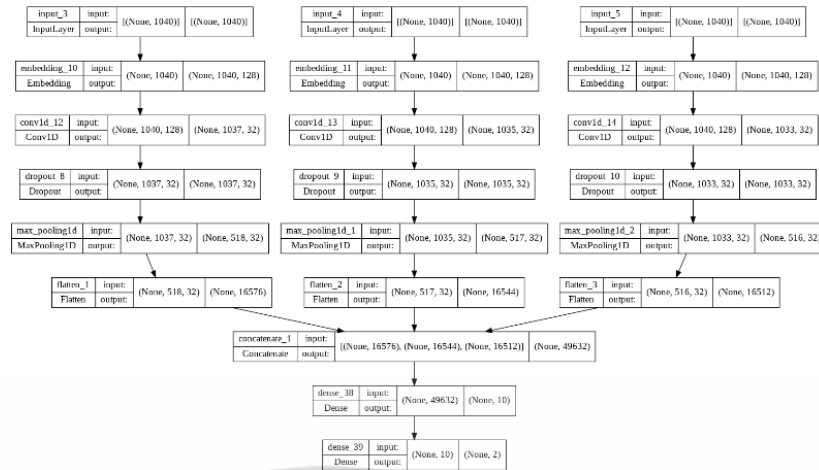 input_3 input: [(None, 1040)] [(None, 1040)]
InputLayer output:
input_4 input: [(None, 1040)] [(None, 1040)]
InputLayer output:
input_5 input: [(None, 1040)] [(None, 1040)]
InputLayer output:
embedding_10 input: (None, 1040) (None, 1040, 128)
Embedding output:
embedding_11 input: (None, 1040) (None, 1040, 128)
Embedding output:
embedding_12 input: (None, 1040) (None, 1040, 128)
Embedding output:
conv1d_12 input: (None, 1040, 128) (None, 1037, 32)
Conv1D output:
conv1d_13 input: (None, 1040, 128) (None, 1035, 32)
Conv1D output:
conv1d_14 input: (None, 1040, 128) (None, 1033, 32)
Conv1D output:
dropout_8 input: (None, 1037, 32) (None, 1037, 32)
Dropout output:
dropout_9 input: (None, 1035, 32) (None, 1035, 32)
Dropout output:
dropout_10 input: (None, 1033, 32) (None, 1033, 32)
Dropout output:
max_pooling1d input: (None, 1037, 32) (None, 518, 32)
MaxPooling1D output:
max_pooling1d_1 input: (None, 1035, 32) (None, 517, 32)
MaxPooling1D output:
max_pooling1d_2 input: (None, 1033, 32) (None, 516, 32)
MaxPooling1D output:
flatten_1 input: (None, 518, 32) (None, 16576)
Flatten output:
flatten_2 input: (None, 517, 32) (None, 16544)
Flatten output:
flatten_3 input: (None, 516, 32) (None, 16512)
Flatten output:
concatenate_1 input: [(None, 16576), (None, 16544), (None, 16512)] (None, 49632)
Concatenate output:
dense_38 input: (None, 49632) (None, 10)
Dense output:
dense_39 input: (None, 10) (None, 2)
Dense output: